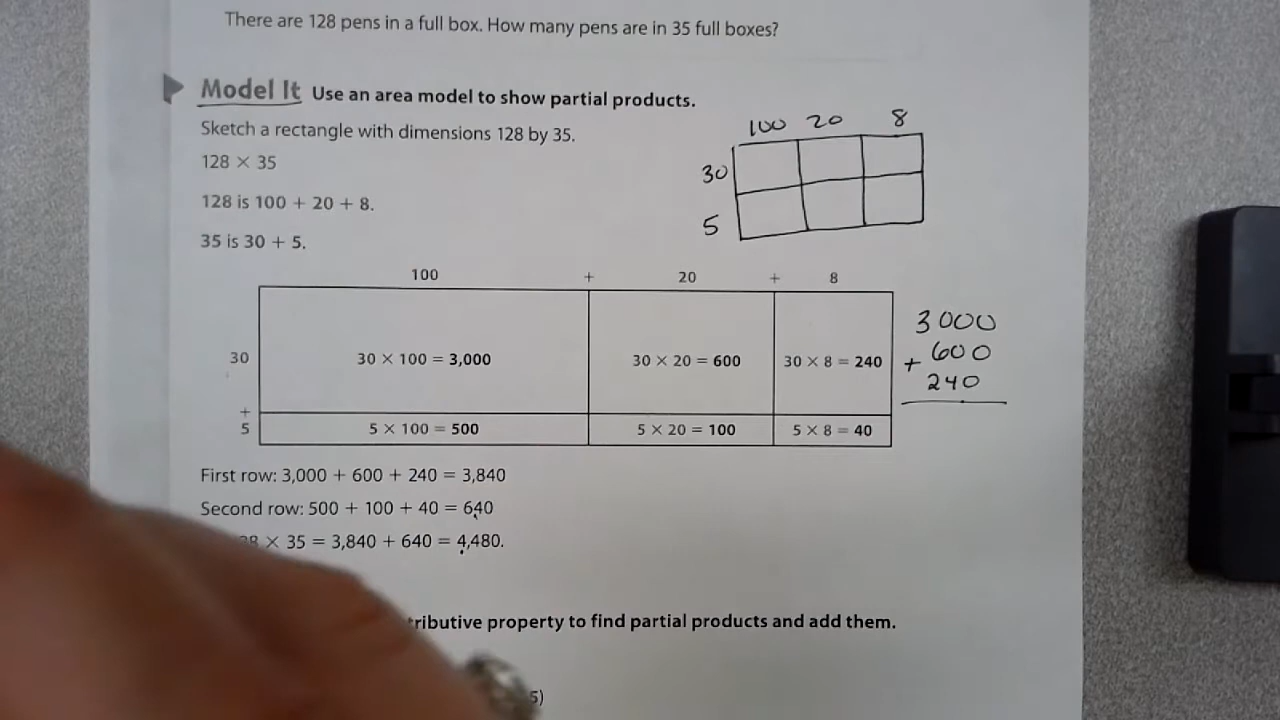 There are 128 pens in a full box. How many pens are in 35 full boxes?
Model It Use an area model to show partial products.
Sketch a rectangle with dimensions 128 by 35.
128 × 35
128 is 100 + 20 + 8.
35 is 30 + 5.
100 20 8
30
5
100 + 20 + 8
30 30 × 100 = 3,000 30 × 20 = 600 30 × 8 = 240
+
5 5 × 100 = 500 5 × 20 = 100 5 × 8 = 40
3000
+ 600
240
First row: 3,000 + 600 + 240 = 3,840
Second row: 500 + 100 + 40 = 640
× 35 = 3,840 + 640 = 4,480.
property to find partial products and add them.
5)